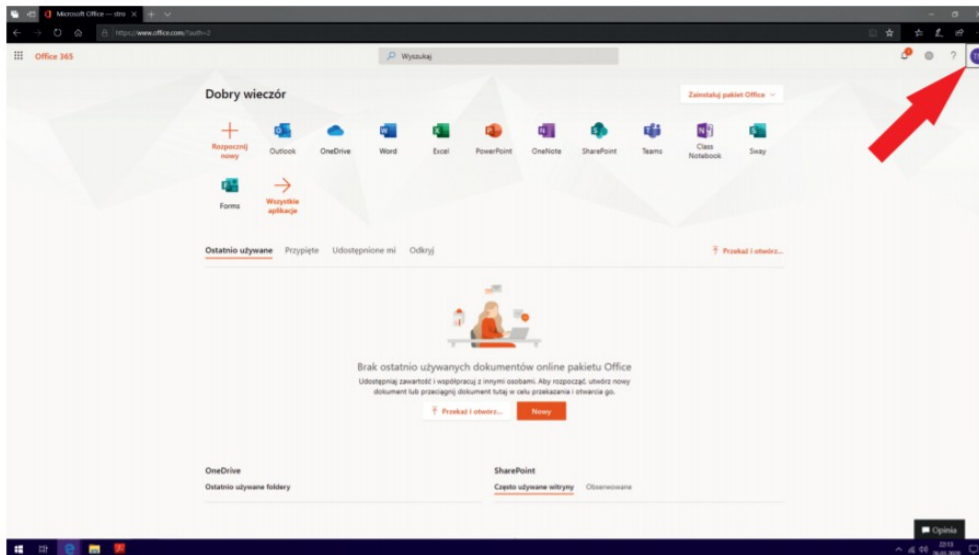 Microsoft Office — stro
https://www.office.com/?auth=2
Office 365
Wyszukaj
Dobry wieczór
Zainstaluj pakiet Office
Rozpocznij
nowy
Outlook
OneDrive
Word
Excel
PowerPoint
OneNote
SharePoint
Teams
Class
Notebook
Sway
Forms
Wszystkie
aplikacje
Ostatnio używane Przypięte Udostępnione mi Odkryj
Przekaż i otwórz...
Brak ostatnio używanych dokumentów online pakietu Office
Udostępniaj zawartość i współpracuj z innymi osobami. Aby rozpocząć, utwórz nowy
dokument lub przeciągnij dokument tutaj w celu przekazania i otwarcia go.
Przekaż i otwórz... Nowy
OneDrive
Ostatnio używane foldery
SharePoint
Często używane witryny Obserwowane
Opinia